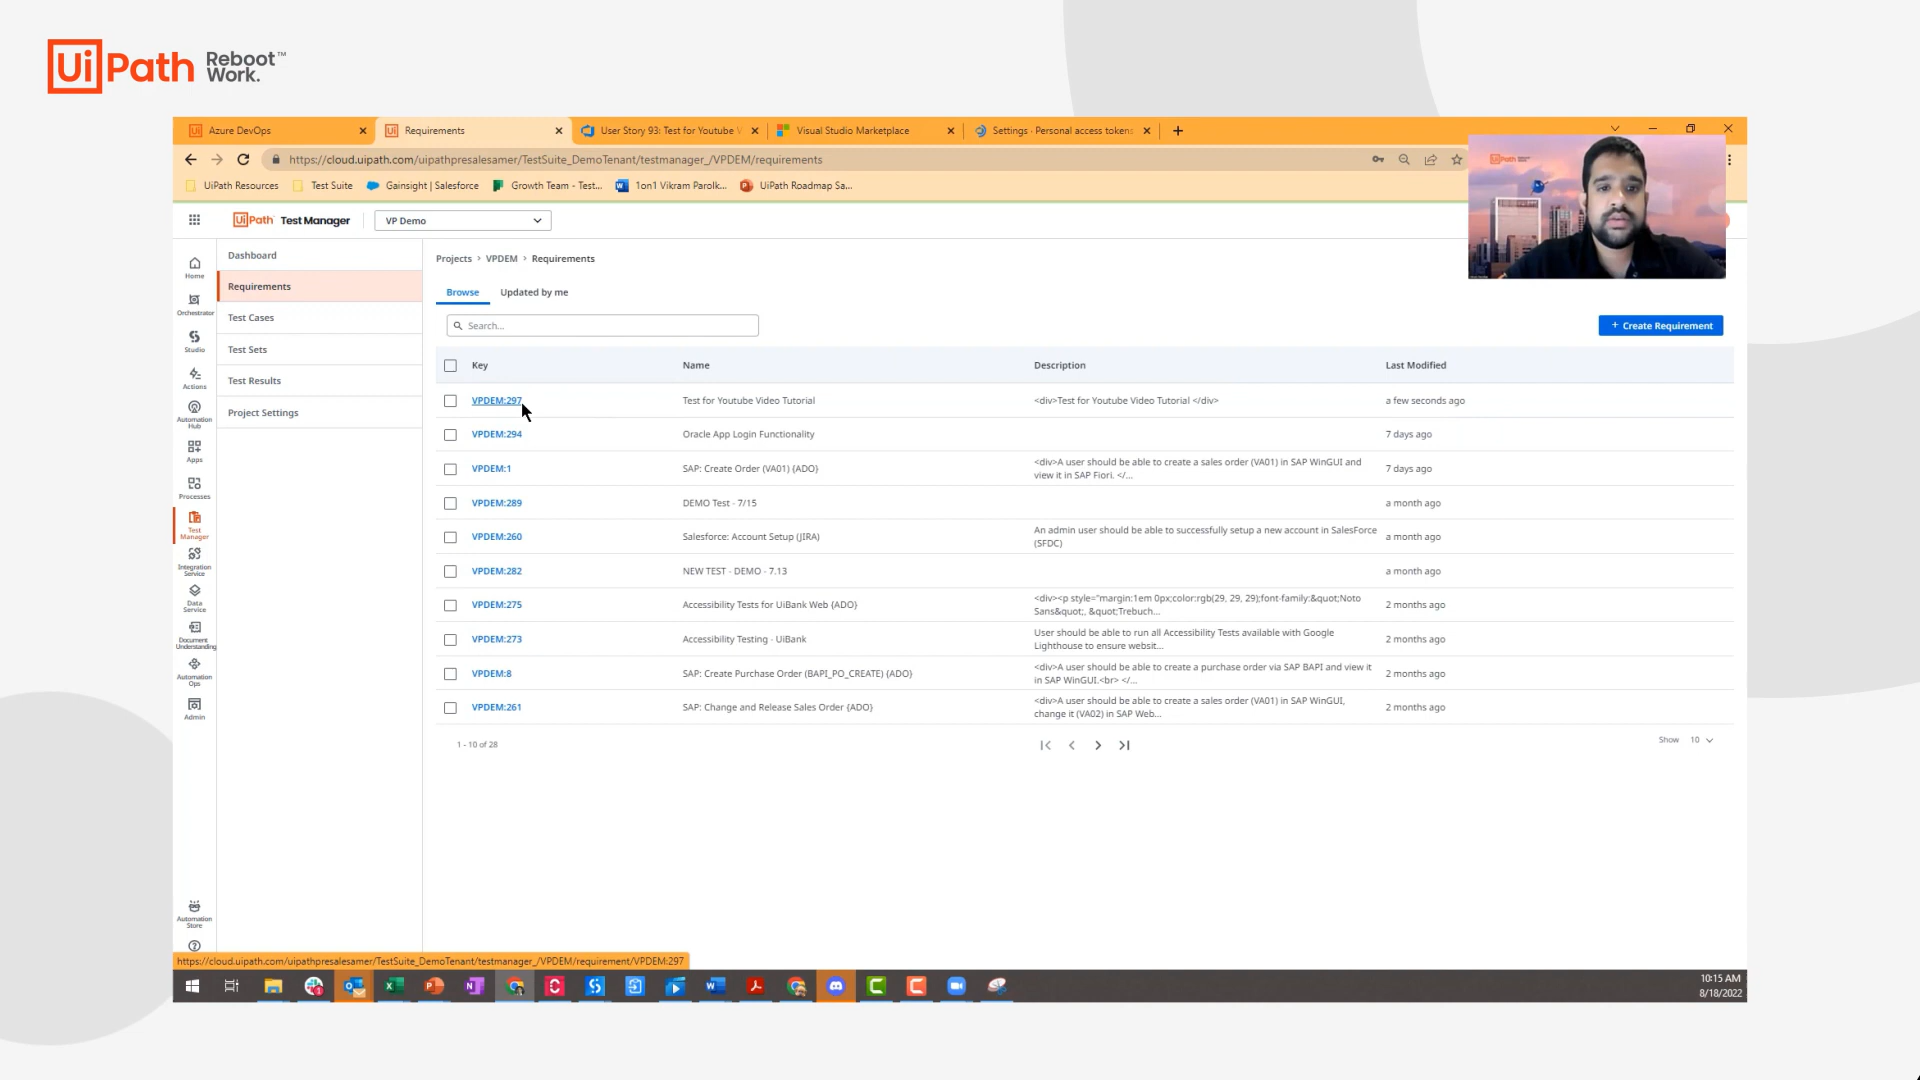 UiPath Reboot™
Work.
Azure DevOps
Requirements
User Story 93: Test for Youtube V
Visual Studio Marketplace
Settings · Personal access tokens
https://cloud.uipath.com/uipathpresalesamer/TestSuite_DemoTenant/testmanager_/VPDEM/requirements
UiPath Resources
Test Suite
Gainsight | Salesforce
Growth Team - Test...
1on1 Vikram Parolk...
UiPath Roadmap Sa...
UiPath Test Manager
VP Demo
Home
Orchestrator
Studio
Actions
Automation
Hub
Apps
Processes
Test
Manager
Integration
Service
Data
Service
Document
Understanding
Automation
Ops
Admin
Automation
Store
Dashboard
Requirements
Test Cases
Test Sets
Test Results
Project Settings
Projects > VPDEM > Requirements
Browse
Updated by me
Search...
+ Create Requirement
Key Name Description Last Modified
VPDEM:297 Test for Youtube Video Tutorial <div>Test for Youtube Video Tutorial </div> a few seconds ago
VPDEM:294 Oracle App Login Functionality 7 days ago
VPDEM:1 SAP: Create Order (VA01) {ADO} <div>A user should be able to create a sales order (VA01) in SAP WinGUI and
view it in SAP Fiori. </... 7 days ago
VPDEM:289 DEMO Test - 7/15 a month ago
VPDEM:260 Salesforce: Account Setup (JIRA) An admin user should be able to successfully setup a new account in SalesForce
(SFDC) a month ago
VPDEM:282 NEW TEST - DEMO - 7.13 a month ago
VPDEM:275 Accessibility Tests for UiBank Web {ADO} <div><p style="margin:1em 0px;color:rgb(29, 29, 29);font-family:&quot;Noto
Sans&quot;, &quot;Trebuch... 2 months ago
VPDEM:273 Accessibility Testing - UiBank User should be able to run all Accessibility Tests available with Google
Lighthouse to ensure websit... 2 months ago
VPDEM:8 SAP: Create Purchase Order (BAPI_PO_CREATE) {ADO} <div>A user should be able to create a purchase order via SAP BAPI and view it
in SAP WinGUI.<br> </... 2 months ago
VPDEM:261 SAP: Change and Release Sales Order {ADO} <div>A user should be able to create a sales order (VA01) in SAP WinGUI,
change it (VA02) in SAP Web... 2 months ago
1 - 10 of 28
Show 10
https://cloud.uipath.com/uipathpresalesamer/TestSuite_DemoTenant/testmanager_/VPDEM/requirement/VPDEM:297
10:15 AM
8/18/2022